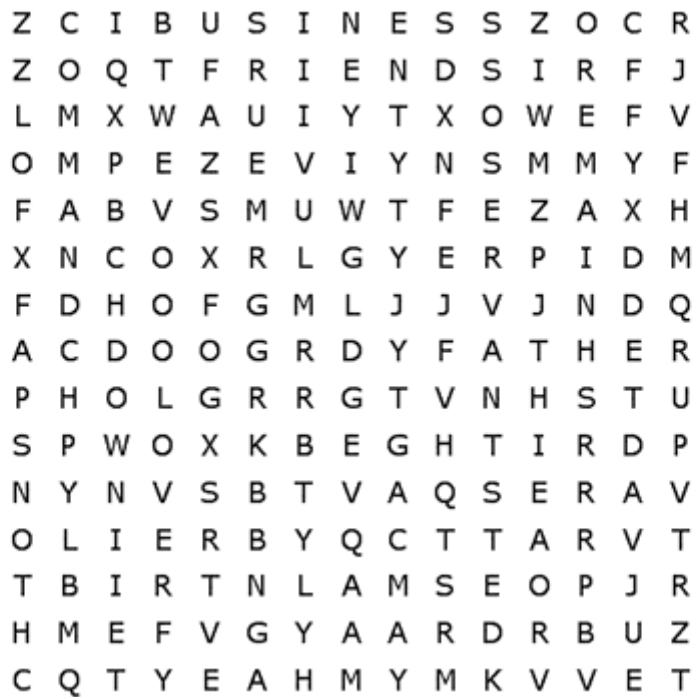 Z C I B U S I N E S S Z O C R
Z O Q T F R I E N D S I R F J
L M X W A U I Y T X O W E F V
O M P E Z E V I Y N S M M Y F
F A B V S M U W T F E Z A X H
X N C O X R L G Y E R P I D M
F D H O F G M L J J V J N D Q
A C D O O G R D Y F A T H E R
P H O L G R R G T V N H S T U
S P W O X K B E G H T I R D P
N Y N V S B T V A Q S E R A V
O L I E R B Y Q C T T A R V T
T B I R T N L A M S E O P J R
H M E F V G Y A A R D R B U Z
C Q T Y E A H M Y M K V V E T